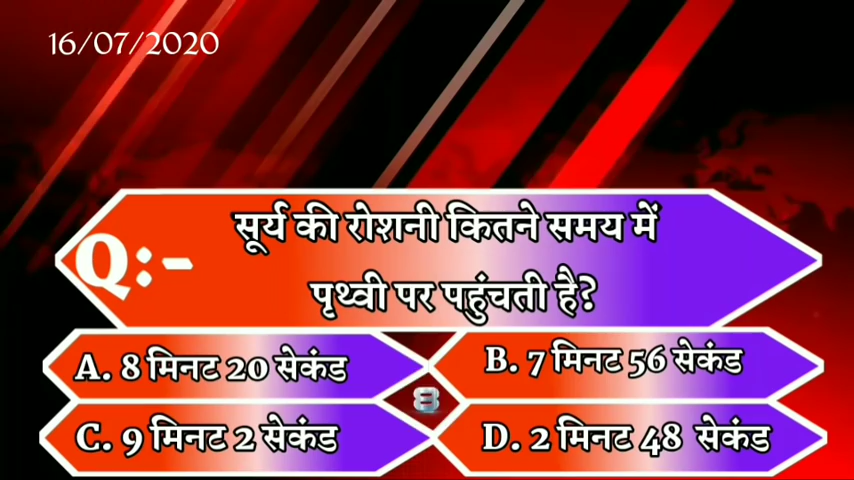 16/07/2020
Q:-
सूर्य की रोशनी कितने समय में
पृथ्वी पर पहुंचती है?
A. 8 मिनट 20 सेकंड
B. 7 मिनट 56 सेकंड
8
C. 9 मिनट 2 सेकंड
D. 2 मिनट 48 सेकंड